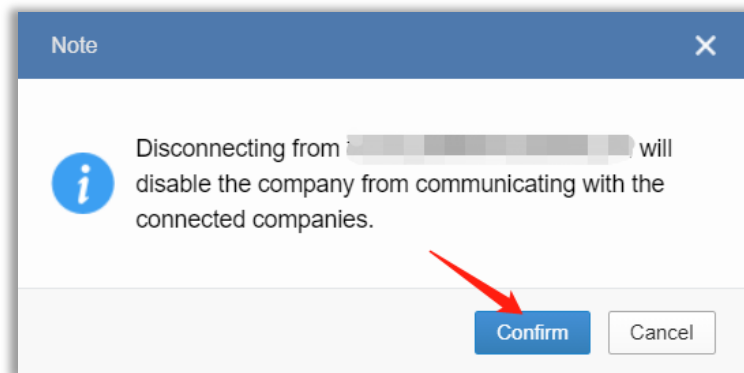 Note
Disconnecting from will
disable the company from communicating with the
connected companies.
Confirm
Cancel